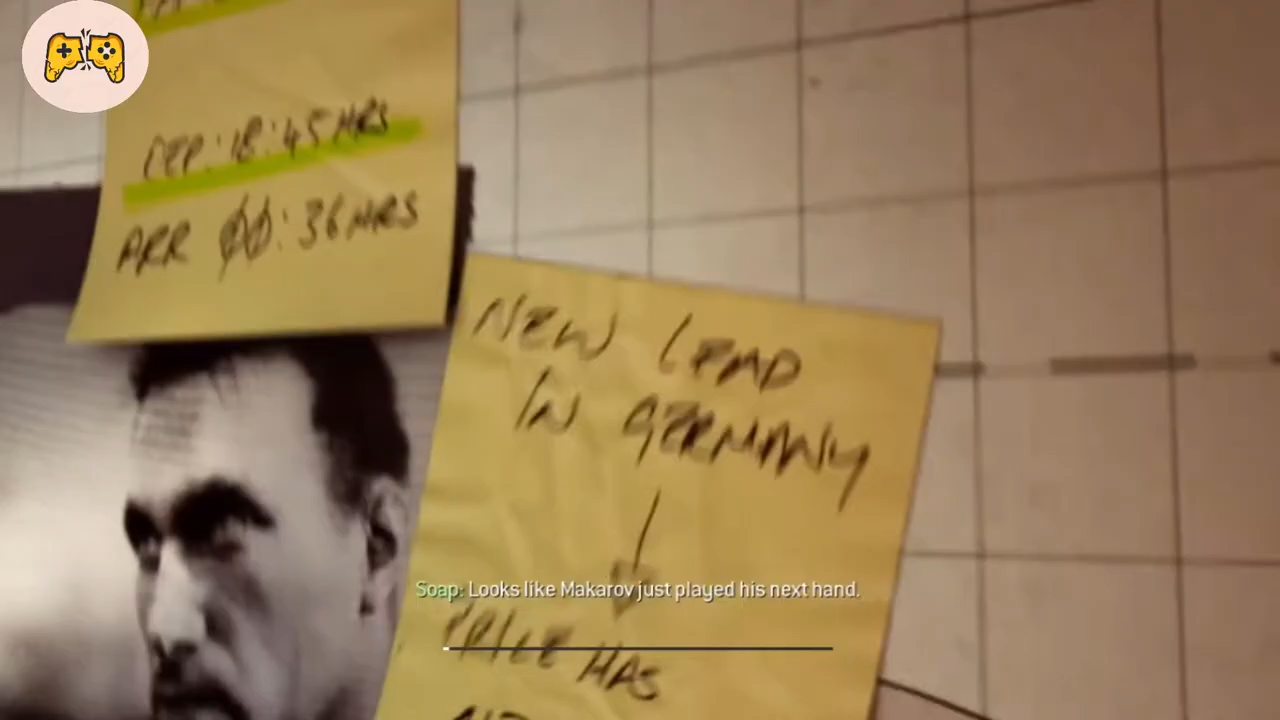 DEP: 18:45 HRS
ARR 00:36 HRS
NEW LEAD
IN GERMANY
Soap: Looks like Makarov just played his next hand.
PRICE HAS